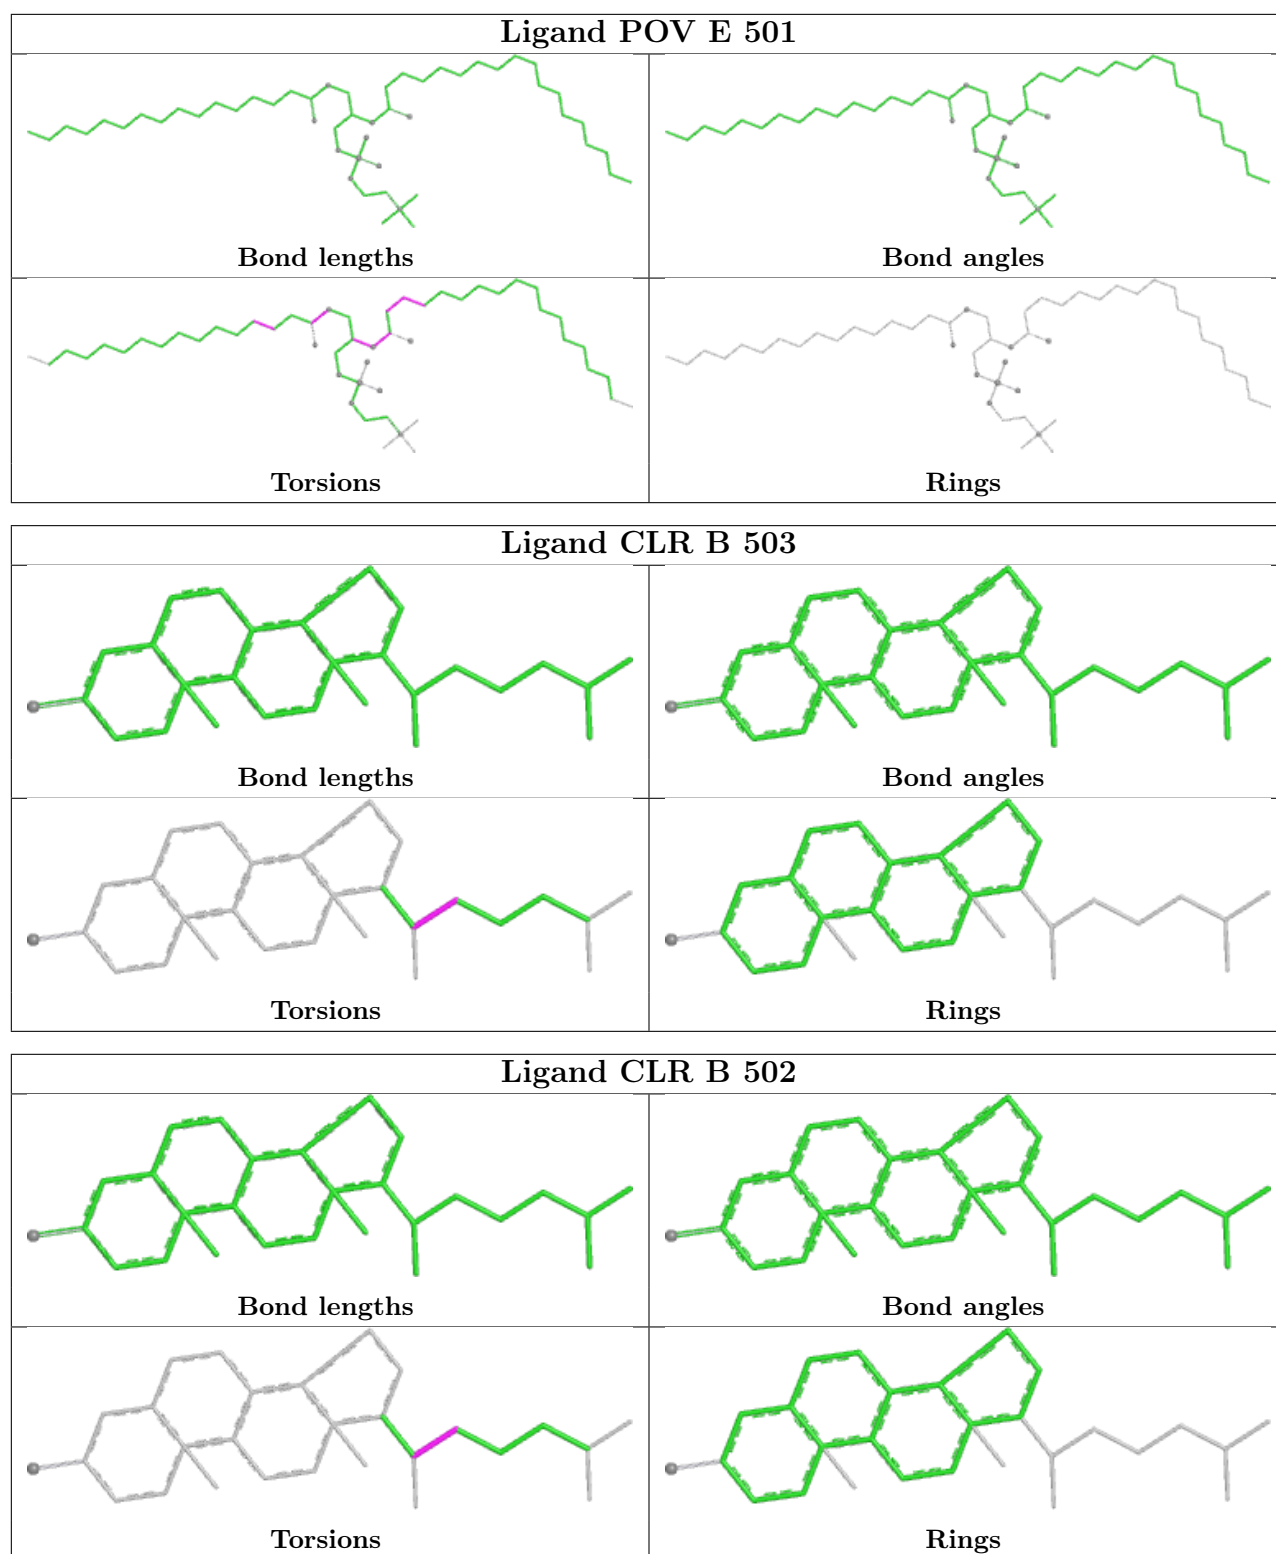 Ligand POV E 501
Bond lengths
Bond angles
Torsions
Rings
Ligand CLR B 503
Bond lengths
Bond angles
Torsions
Rings
Ligand CLR B 502
Bond lengths
Bond angles
Torsions
Rings